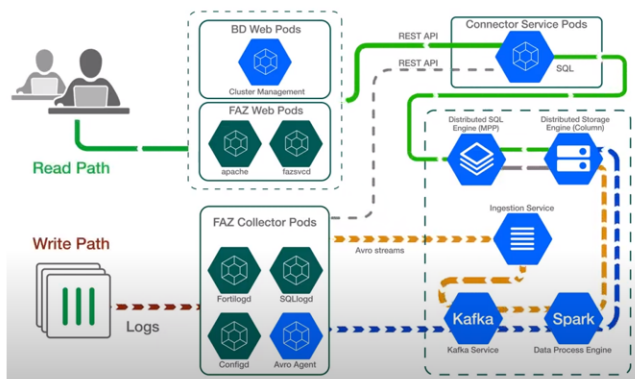 BD Web Pods
Cluster Management
FAZ Web Pods
apache
fazsvcd
Read Path
REST API
REST API
Connector Service Pods
SQL
Distributed SQL
Engine (MPP)
Distributed Storage
Engine (Column)
Ingestion Service
FAZ Collector Pods
Write Path
Avro streams
Fortilogd
SQLlogd
Logs
Configd
Avro Agent
Kafka
Kafka Service
Spark
Data Process Engine